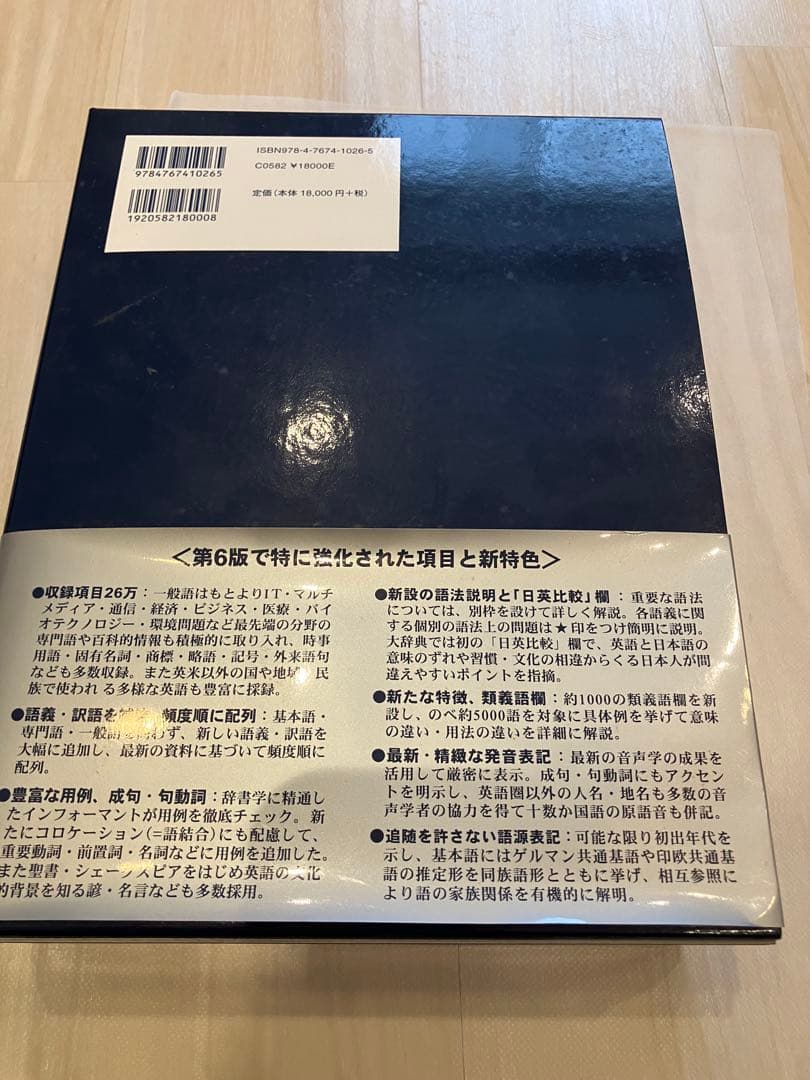 ISBN978-4-7674-1026-5
C0582 ¥18000E
定価(本体 18,000 円+税)
9784767410265
1920582180008
<第6版で特に強化された項目と新特色>
●収録項目26万：一般語はもとよりIT・マルチ
メディア・通信・経済・ビジネス・医療・バイ
オテクノロジー・環境問題など最先端の分野の
専門語や百科的情報も積極的に取り入れ、時事
用語・固有名詞・商標・略語・記号・外来語句
なども多数収録。また英米以外の国や地域、民
族で使われる多様な英語も豊富に採録。
●語義・訳語を 頻度順に配列：基本語・
専門語・一般語を問わず、新しい語義・訳語を
大幅に追加し、最新の資料に基づいて頻度順に
配列。
●豊富な用例、成句・句動詞：辞書学に精通し
たインフォーマントが用例を徹底チェック。新
たにコロケーション(=語結合)にも配慮して、
重要動詞・前置詞・名詞などに用例を追加した。
また聖書・シェークスピアをはじめ英語の文化
的背景を知る諺・名言なども多数採用。
●新設の語法説明と「日英比較」欄：重要な語法
については、別枠を設けて詳しく解説。各語義に関
する個別の語法上の問題は★印をつけ簡明に説明。
大辞典では初の「日英比較」欄で、英語と日本語の
意味のずれや習慣・文化の相違からくる日本人が間
違えやすいポイントを指摘。
●新たな特徴、類義語欄：約1000の類義語欄を新
設し、のべ約5000語を対象に具体例を挙げて意味
の違い・用法の違いを詳細に解説。
●最新・精緻な発音表記：最新の音声学の成果を
活用して厳密に表示。成句・句動詞にもアクセン
トを明示し、英語圏以外の人名・地名も多数の音
声学者の協力を得て十数か国語の原語音も併記。
●追随を許さない語源表記：可能な限り初出年代を
示し、基本語にはゲルマン共通基語や印欧共通基
語の推定形を同族語形とともに挙げ、相互参照に
より語の家族関係を有機的に解明。